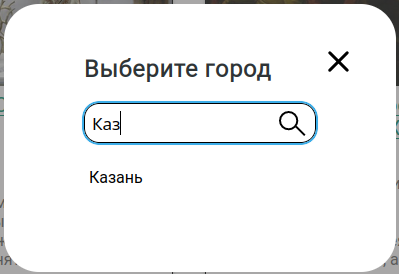 Выберите город
Каз
Казань